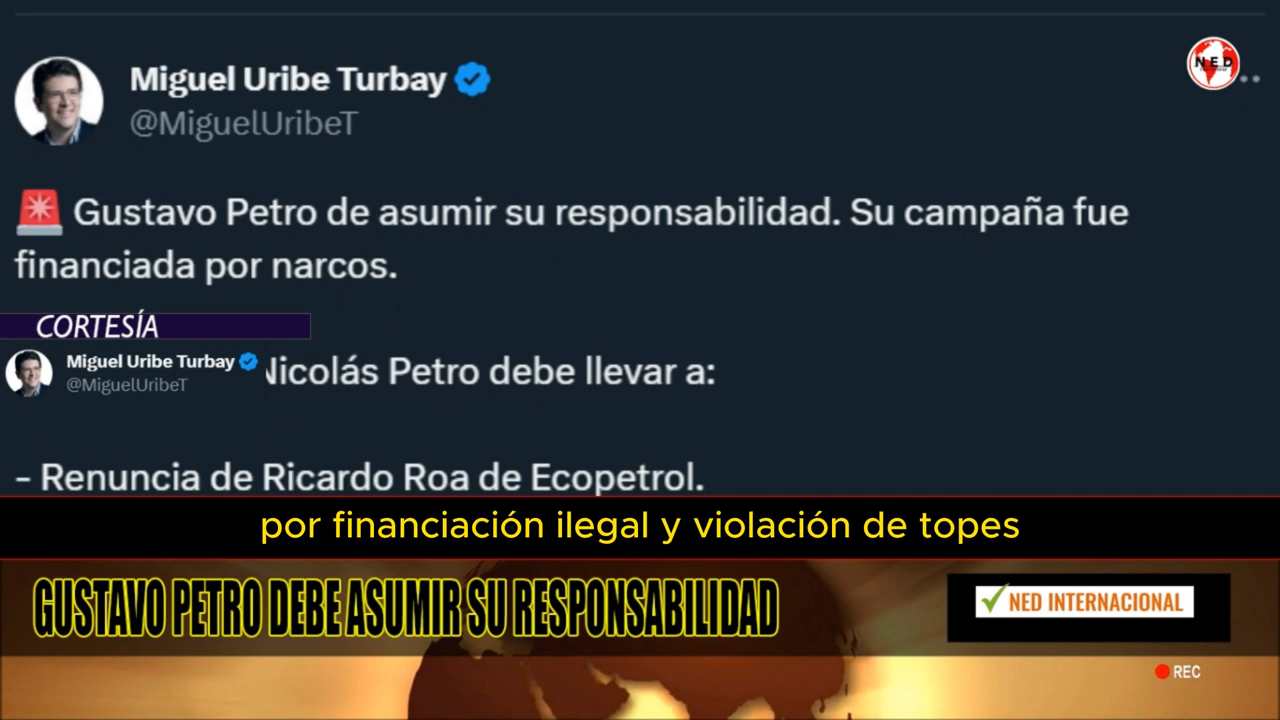 Miguel Uribe Turbay
@MiguelUribeT
NED
Gustavo Petro de asumir su responsabilidad. Su campaña fue
financiada por narcos.
CORTESÍA
Miguel Uribe Turbay
@MiguelUribeT
Nicolás Petro debe llevar a:
- Renuncia de Ricardo Roa de Ecopetrol.
por financiación ilegal y violación de topes
GUSTAVO PETRO DEBE ASUMIR SU RESPONSABILIDAD
NED INTERNACIONAL
REC